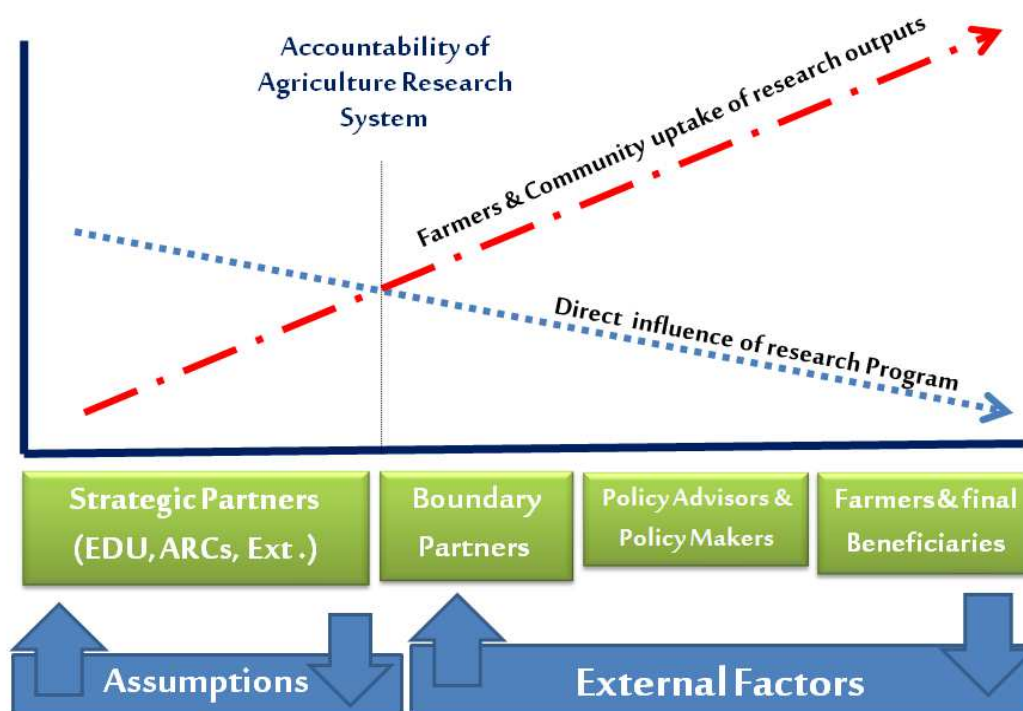 Accountability of
Agriculture Research
System
Farmers & Community uptake of research outputs
Direct influence of research Program
Strategic Partners
(EDU, ARCs, Ext .)
Boundary
Partners
Policy Advisors &
Policy Makers
Farmers & final
Beneficiaries
Assumptions
External Factors